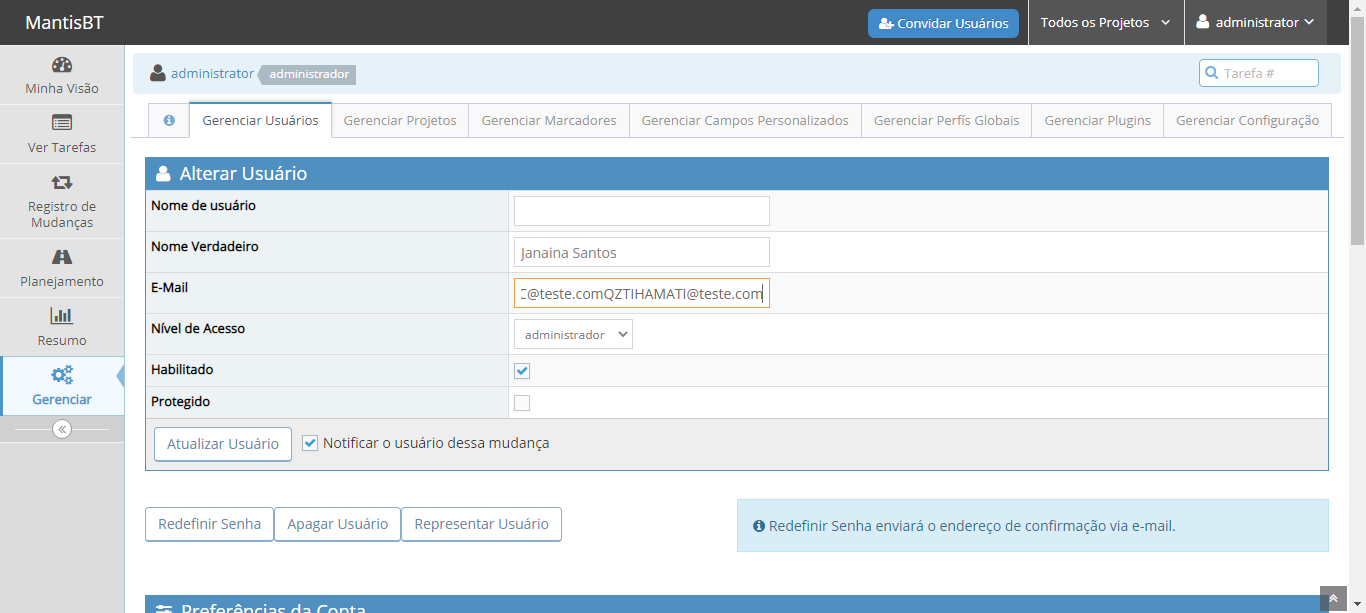 MantisBT
Convidar Usuários
Todos os Projetos
administrator
Minha Visão
Ver Tarefas
Registro de
Mudanças
Planejamento
Resumo
Gerenciar
administrator administrador
Tarefa #
Gerenciar Usuários Gerenciar Projetos Gerenciar Marcadores Gerenciar Campos Personalizados Gerenciar Perfís Globais Gerenciar Plugins Gerenciar Configuração
Alterar Usuário
Nome de usuário
Nome Verdadeiro Janaina Santos
E-Mail @teste.comQZTIHAMATI@teste.com
Nível de Acesso administrador
Habilitado
Protegido
Atualizar Usuário Notificar o usuário dessa mudança
Redefinir Senha Apagar Usuário Representar Usuário
Redefinir Senha enviará o endereço de confirmação via e-mail.
Preferências da Conta